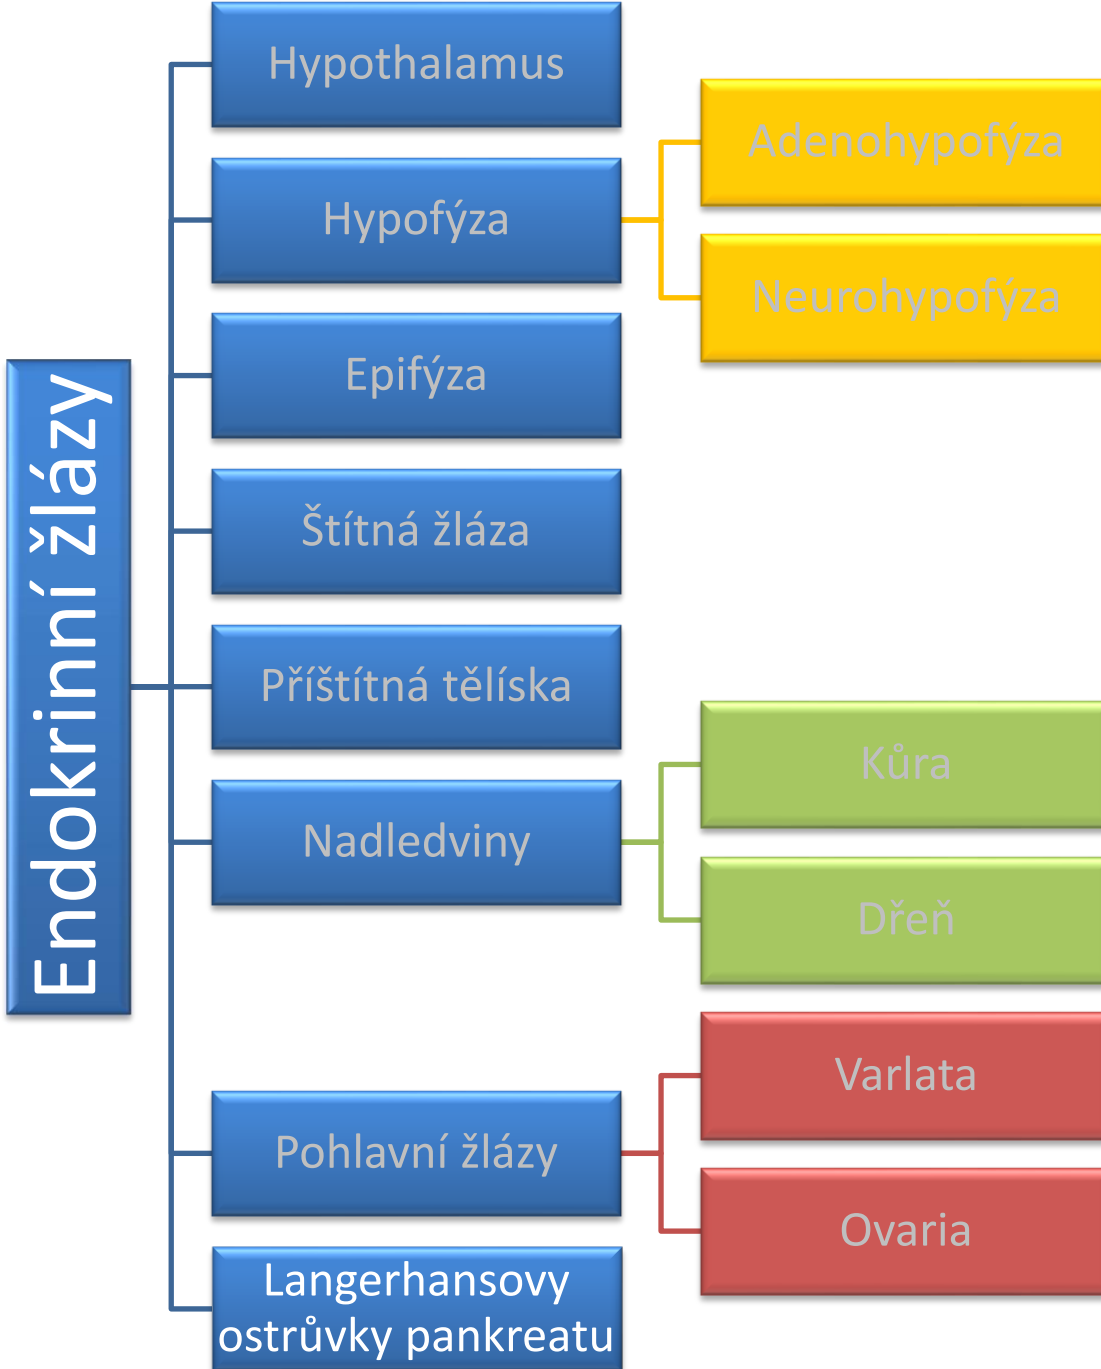 Endokrinní žlázy
Hypothalamus
Hypofýza
Adenohypofýza
Neurohypofýza
Epifýza
Štítná žláza
Příštítná tělíska
Nadledviny
Kůra
Dřeň
Pohlavní žlázy
Varlata
Ovaria
Langerhansovy
ostrůvky pankreatu